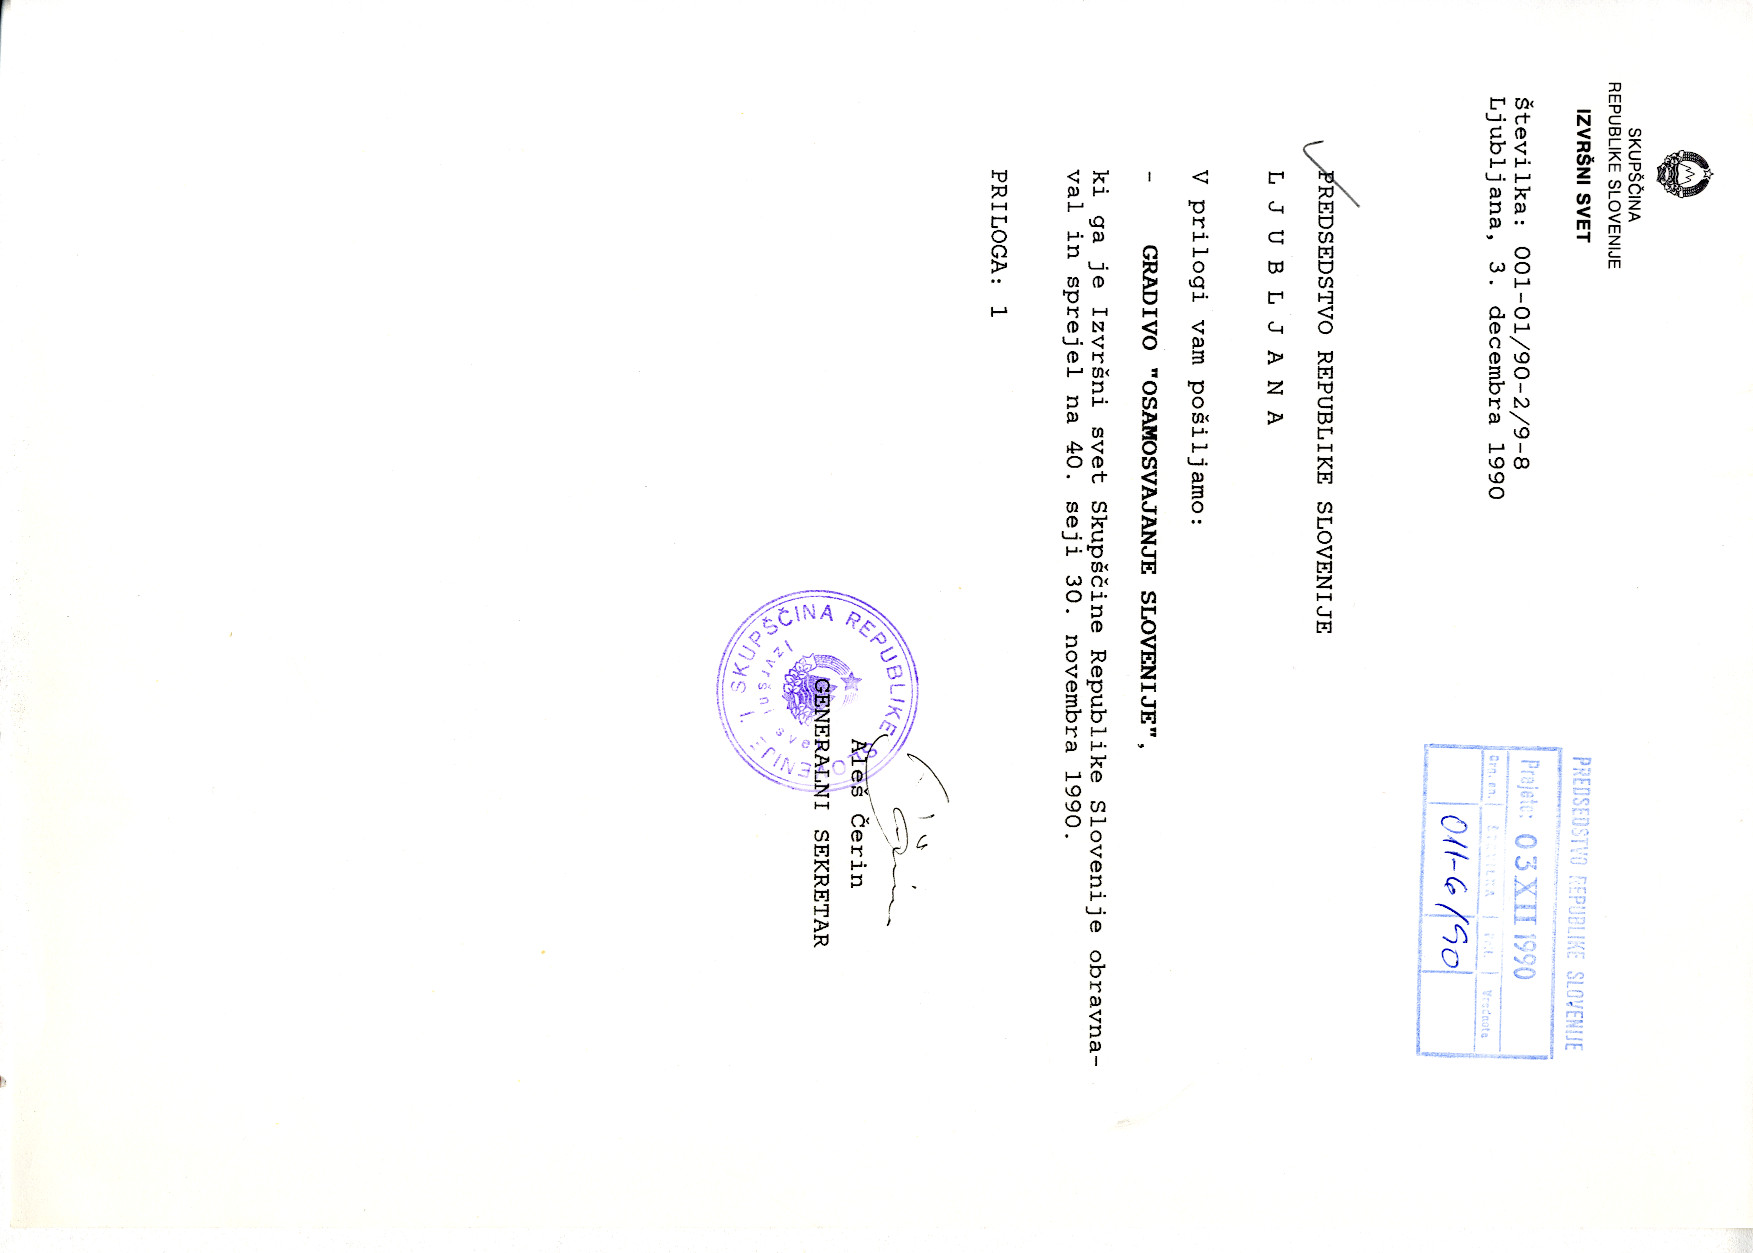 SKUPŠČINA
REPUBLIKE SLOVENIJE
IZVRŠNI SVET
Številka: 001-01/90-2/9-8
Ljubljana, 3. decembra 1990
PREDSEDSTVO REPUBLIKE SLOVENIJE
Prejeto: 03 XII 1990
Org. en. ŠTEVILKA Pril. Vrednota
011-6/90
PREDSEDSTVO REPUBLIKE SLOVENIJE
L J U B L J A N A
V prilogi vam pošiljamo:
- GRADIVO "OSAMOSVAJANJE SLOVENIJE",
ki ga je Izvršni svet Skupščine Republike Slovenije obravna-
val in sprejel na 40. seji 30. novembra 1990.
PRILOGA: 1
Aleš Čerin
GENERALNI SEKRETAR
SKUPŠČINA REPUBLIKE SLOVENIJE 1.
Izvršni svet